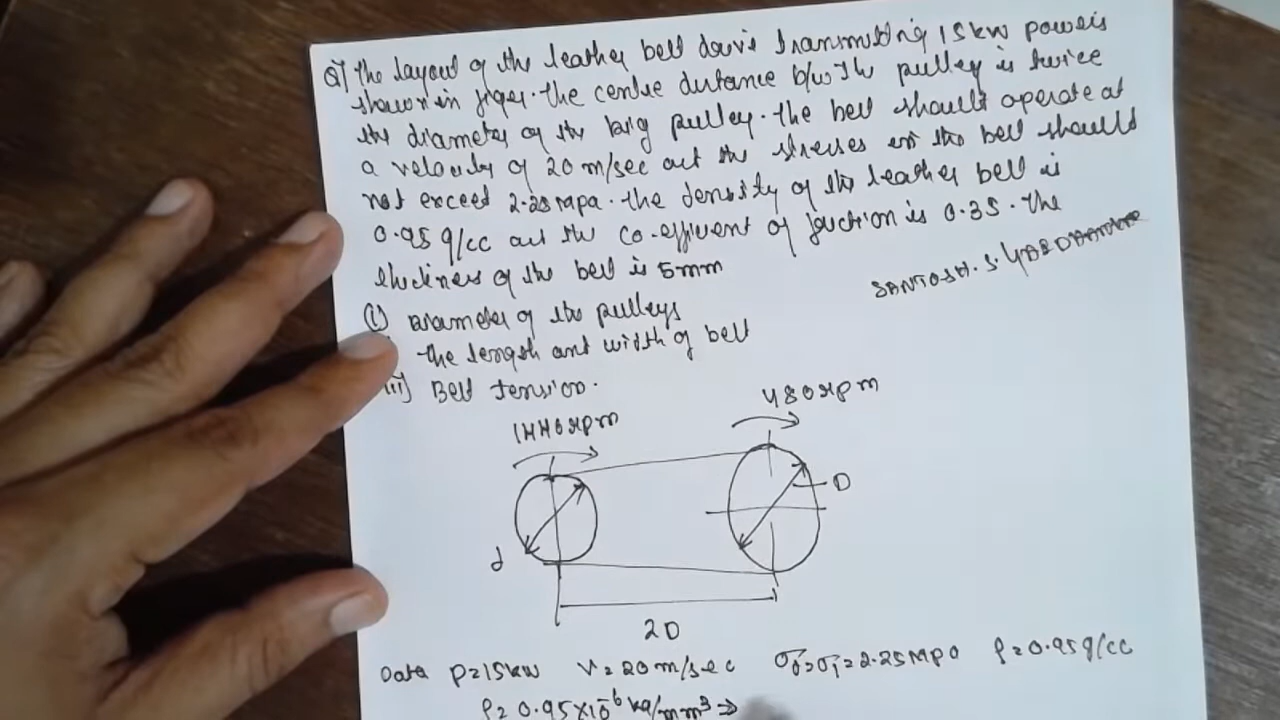 Q) The layout of the leather belt drive transmitting 15kw power is
shown in figer. the centre distance b/w the pulley is twice
the diameter of the big pulley. the belt should operate at
a velocity of 20 m/sec and the stresses in the belt should
not exceed 2.25 mpa. the density of the leather belt is
0.95 g/cc and the co-efficent of friction is 0.35. The
thickness of the belt is 5mm
SANTOSH. S
(i) Diameter of the pulleys
the length and width of belt
iii) Belt tension.
480rpm
1440rpm
D
d
2D
Data P=15kw V=20m/sec σ1=2.25Mpa ρ=0.95g/cc
ρ=0.95×10⁻⁶ kg/mm³ ⇒